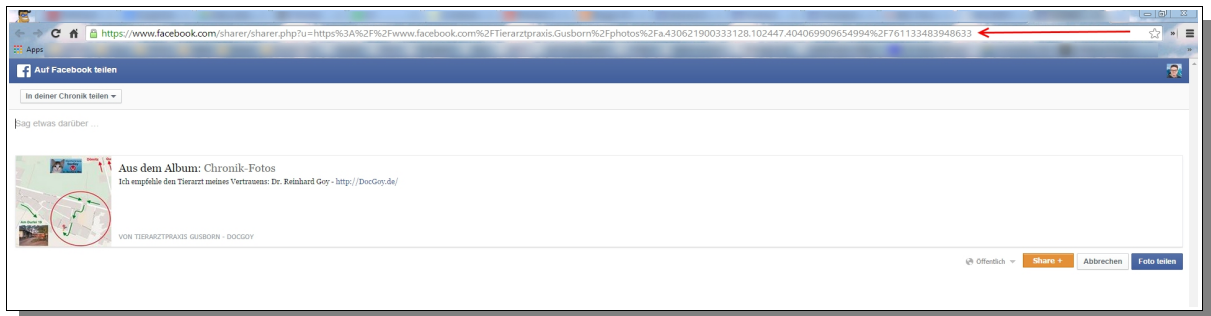 https://www.facebook.com/sharer/sharer.php?u=https%3A%2F%2Fwww.facebook.com%2FTierarztpraxis.Gusborn%2Fphotos%2Fa.430621900333128.102447.404069909654994%2F761133483948633
Apps
Auf Facebook teilen
In deiner Chronik teilen
Sag etwas darüber ...
Aus dem Album: Chronik-Fotos
Ich empfehle den Tierarzt meines Vertrauens: Dr. Reinhard Goy - http://DocGoy.de/
VON TIERARZTPRAXIS GUSBORN - DOCGOY
Öffentlich Share + Abbrechen Foto teilen